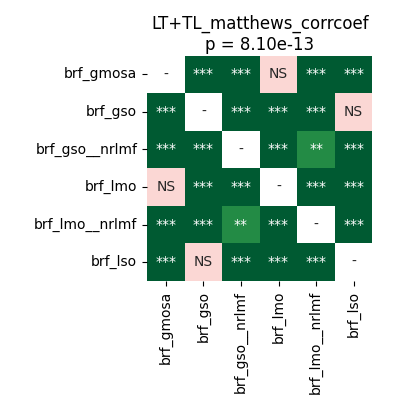 LT+TL_matthews_corrcoef
p = 8.10e-13
brf_gmosa - *** *** NS *** ***
brf_gso *** - *** *** *** NS
brf_gso__nrlmf *** *** - *** ** ***
brf_lmo NS *** *** - *** ***
brf_lmo__nrlmf *** *** ** *** - ***
brf_lso *** NS *** *** *** -
brf_gmosa
brf_gso
brf_gso__nrlmf
brf_lmo
brf_lmo__nrlmf
brf_lso